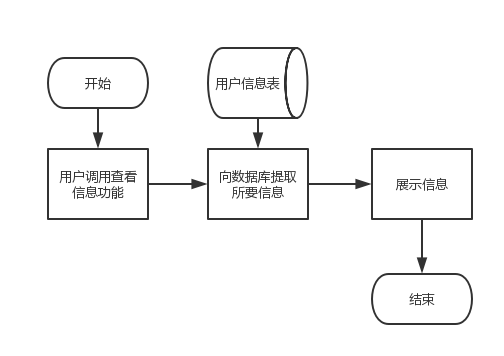 开始
用户信息表
用户调用查看
信息功能
向数据库提取
所要信息
展示信息
结束